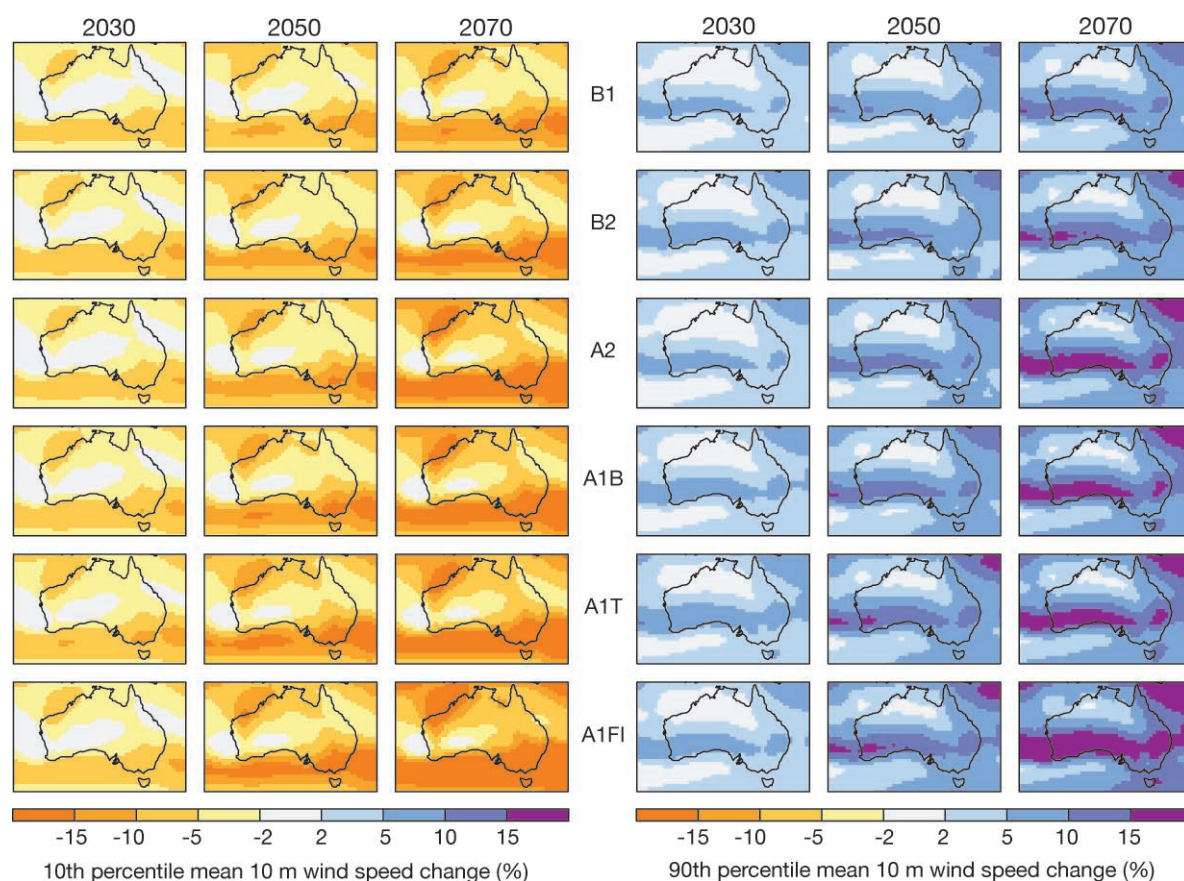 2030 2050 2070 2030 2050 2070
B1
B2
A2
A1B
A1T
A1FI
-15 -10 -5 -2 2 5 10 15 -15 -10 -5 -2 2 5 10 15
10th percentile mean 10 m wind speed change (%) 90th percentile mean 10 m wind speed change (%)